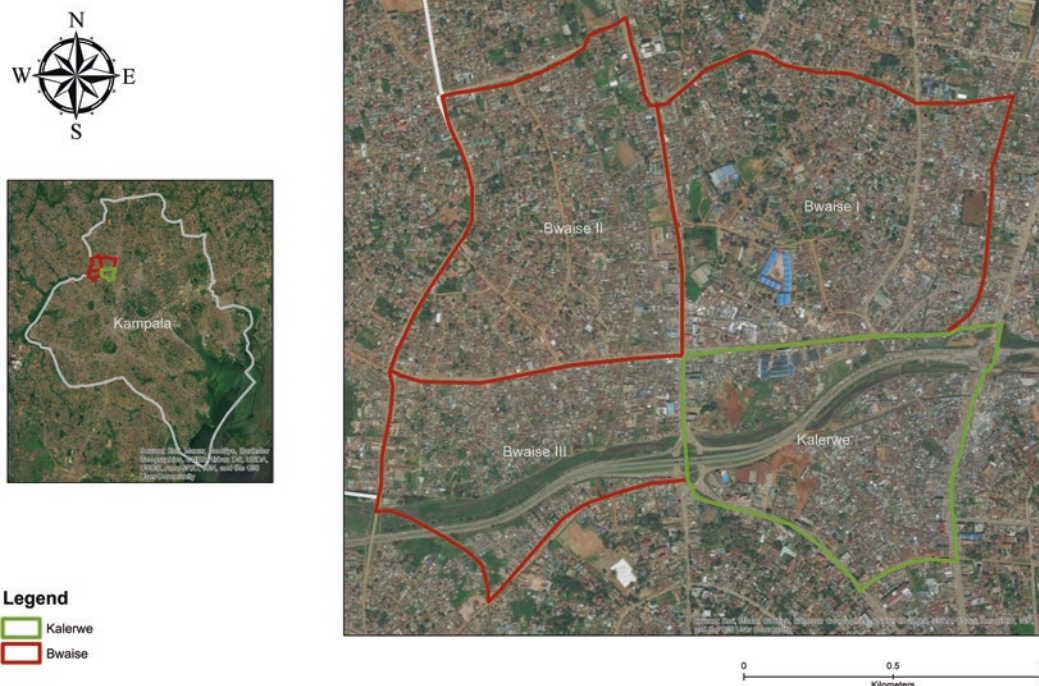 N
W
E
S
Kampala
Bwaise II
Bwaise I
Bwaise III
Kalerwe
Legend
Kalerwe
Bwaise
0
0.5
Kilometers